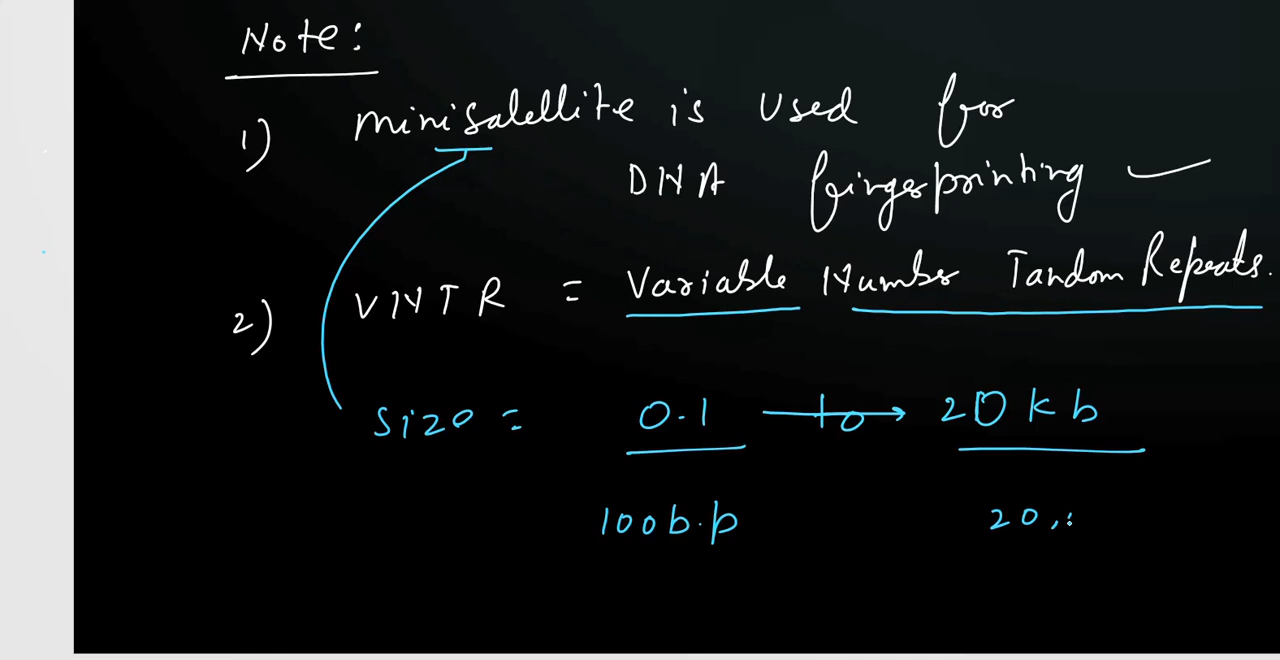 Note:
1) minisatellite is used for
DNA fingerprinting
2) VNTR = Variable Number Tandom Repeats.
Size = 0.1 to 20 kb
100 b.p 20,